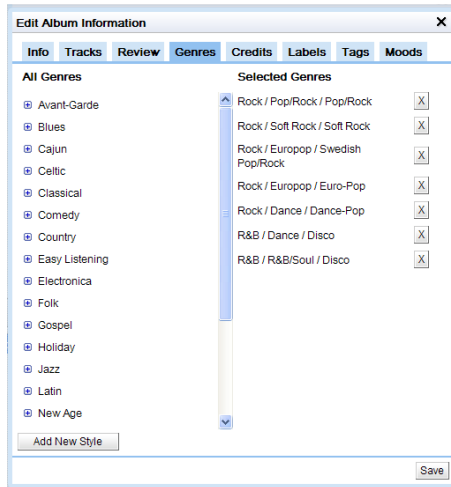 Edit Album Information X
Info Tracks Review Genres Credits Labels Tags Moods
All Genres
Avant-Garde
Blues
Cajun
Celtic
Classical
Comedy
Country
Easy Listening
Electronica
Folk
Gospel
Holiday
Jazz
Latin
New Age
Add New Style
Selected Genres
Rock / Pop/Rock / Pop/Rock X
Rock / Soft Rock / Soft Rock X
Rock / Europop / Swedish
Pop/Rock X
Rock / Europop / Euro-Pop X
Rock / Dance / Dance-Pop X
R&B / Dance / Disco X
R&B / R&B/Soul / Disco X
Save